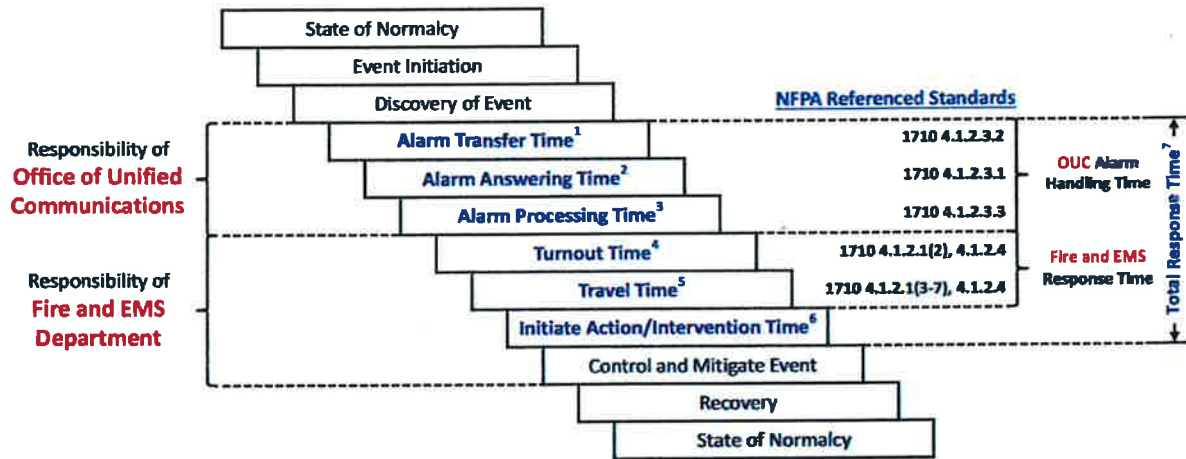 State of Normalcy
Event Initiation
Discovery of Event
NFPA Referenced Standards
Responsibility of
Office of Unified
Communications
Alarm Transfer Time¹
1710 4.1.2.3.2
Alarm Answering Time²
1710 4.1.2.3.1
Alarm Processing Time³
1710 4.1.2.3.3
OUC Alarm
Handling Time
Responsibility of
Fire and EMS
Department
Turnout Time⁴
1710 4.1.2.1(2), 4.1.2.4
Travel Time⁵
1710 4.1.2.1(3-7), 4.1.2.4
Fire and EMS
Response Time
Total Response Time⁷
Initiate Action/Intervention Time⁶
Control and Mitigate Event
Recovery
State of Normalcy